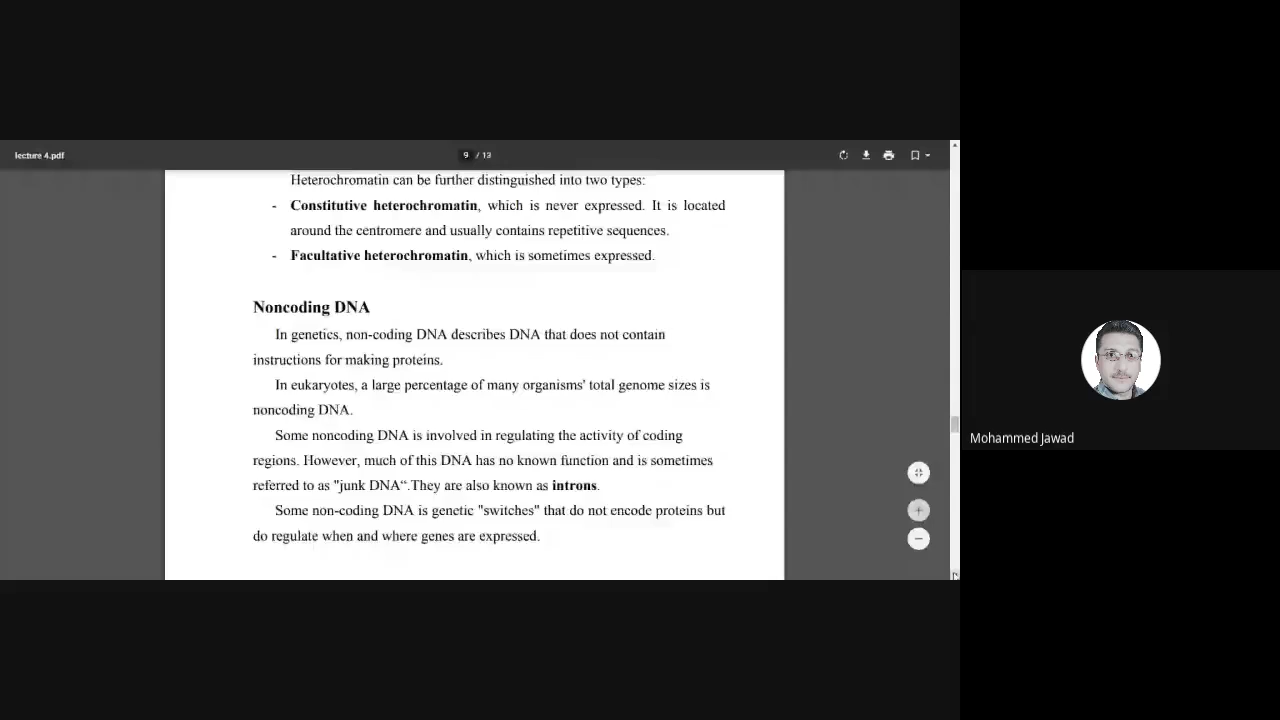 lecture 4.pdf
9 / 13
Heterochromatin can be further distinguished into two types:
- Constitutive heterochromatin, which is never expressed. It is located
around the centromere and usually contains repetitive sequences.
- Facultative heterochromatin, which is sometimes expressed.
Noncoding DNA
In genetics, non-coding DNA describes DNA that does not contain
instructions for making proteins.
In eukaryotes, a large percentage of many organisms' total genome sizes is
noncoding DNA.
Some noncoding DNA is involved in regulating the activity of coding
regions. However, much of this DNA has no known function and is sometimes
referred to as "junk DNA“.They are also known as introns.
Some non-coding DNA is genetic "switches" that do not encode proteins but
do regulate when and where genes are expressed.
Mohammed Jawad